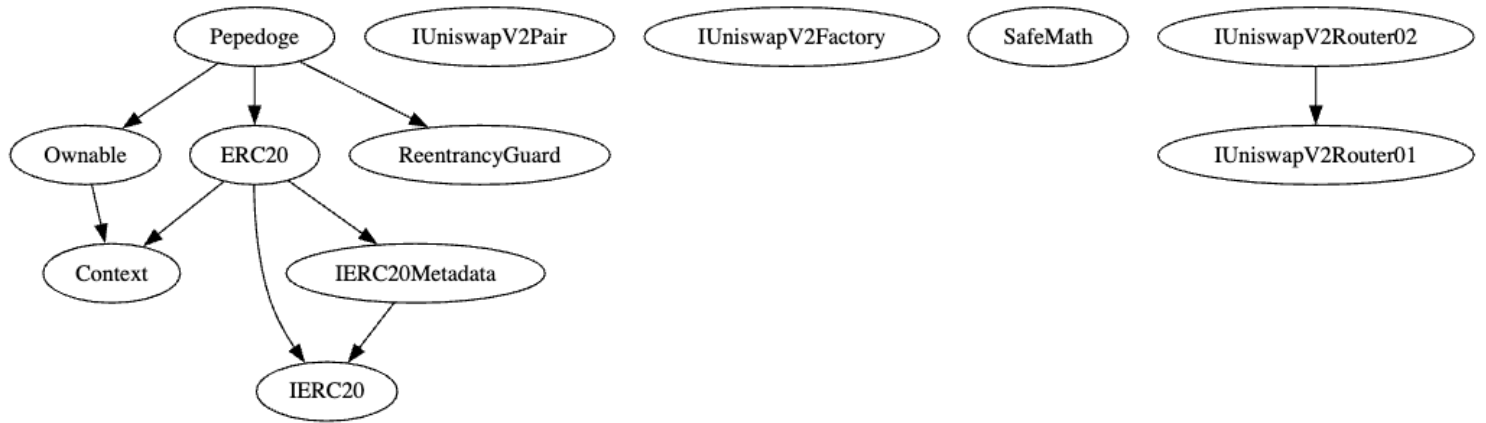 Pepedoge
IUniswapV2Pair
IUniswapV2Factory
SafeMath
IUniswapV2Router02
Ownable
ERC20
ReentrancyGuard
IUniswapV2Router01
Context
IERC20Metadata
IERC20